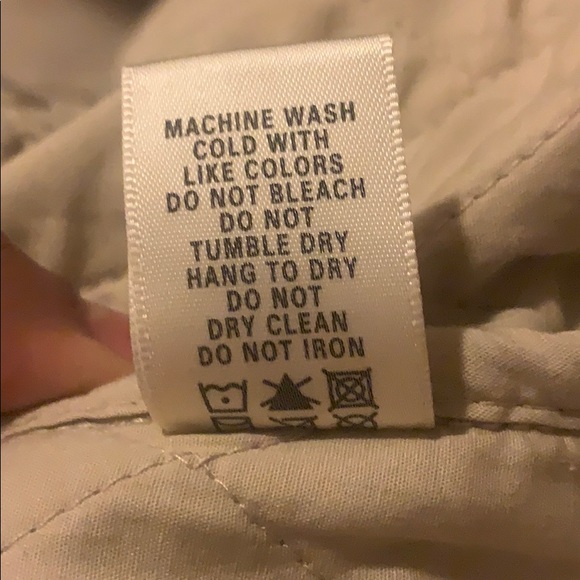 MACHINE WASH
COLD WITH
LIKE COLORS
DO NOT BLEACH
DO NOT
TUMBLE DRY
HANG TO DRY
DO NOT
DRY CLEAN
DO NOT IRON